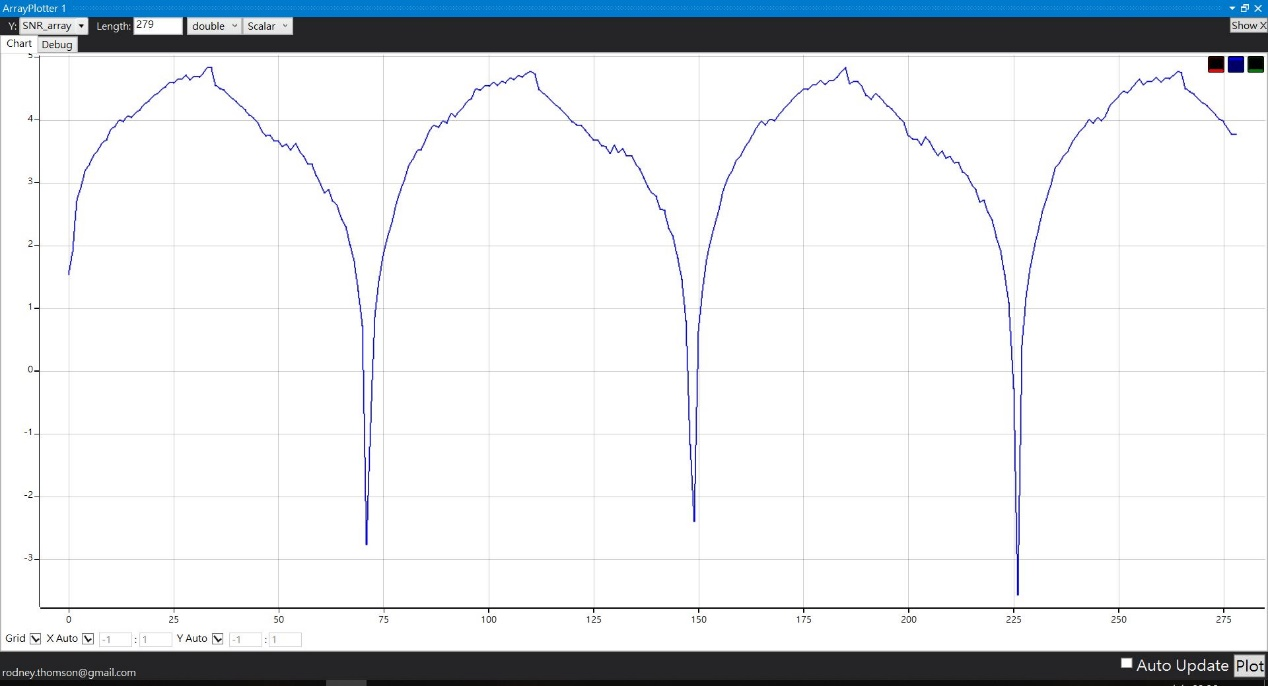 ArrayPlotter 1
Y: SNR_array Length: 279 double Scalar Show X
Chart Debug
5
4
3
2
1
0
-1
-2
-3
0 25 50 75 100 125 150 175 200 225 250 275
Grid X Auto -1 : 1 Y Auto -1 : 1
Auto Update Plot
rodney.thomson@gmail.com